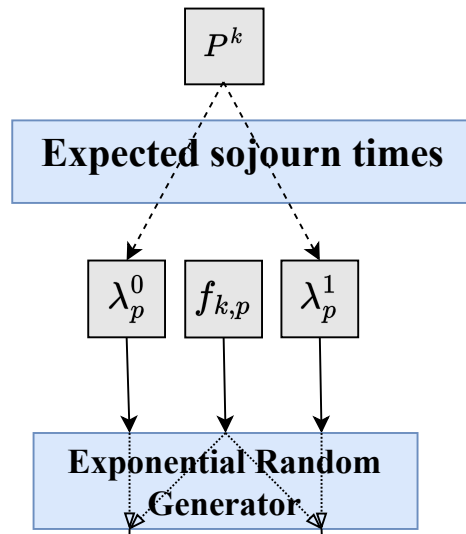 P^k
Expected sojourn times
λ_p^0 f_{k,p} λ_p^1
Exponential Random
Generator